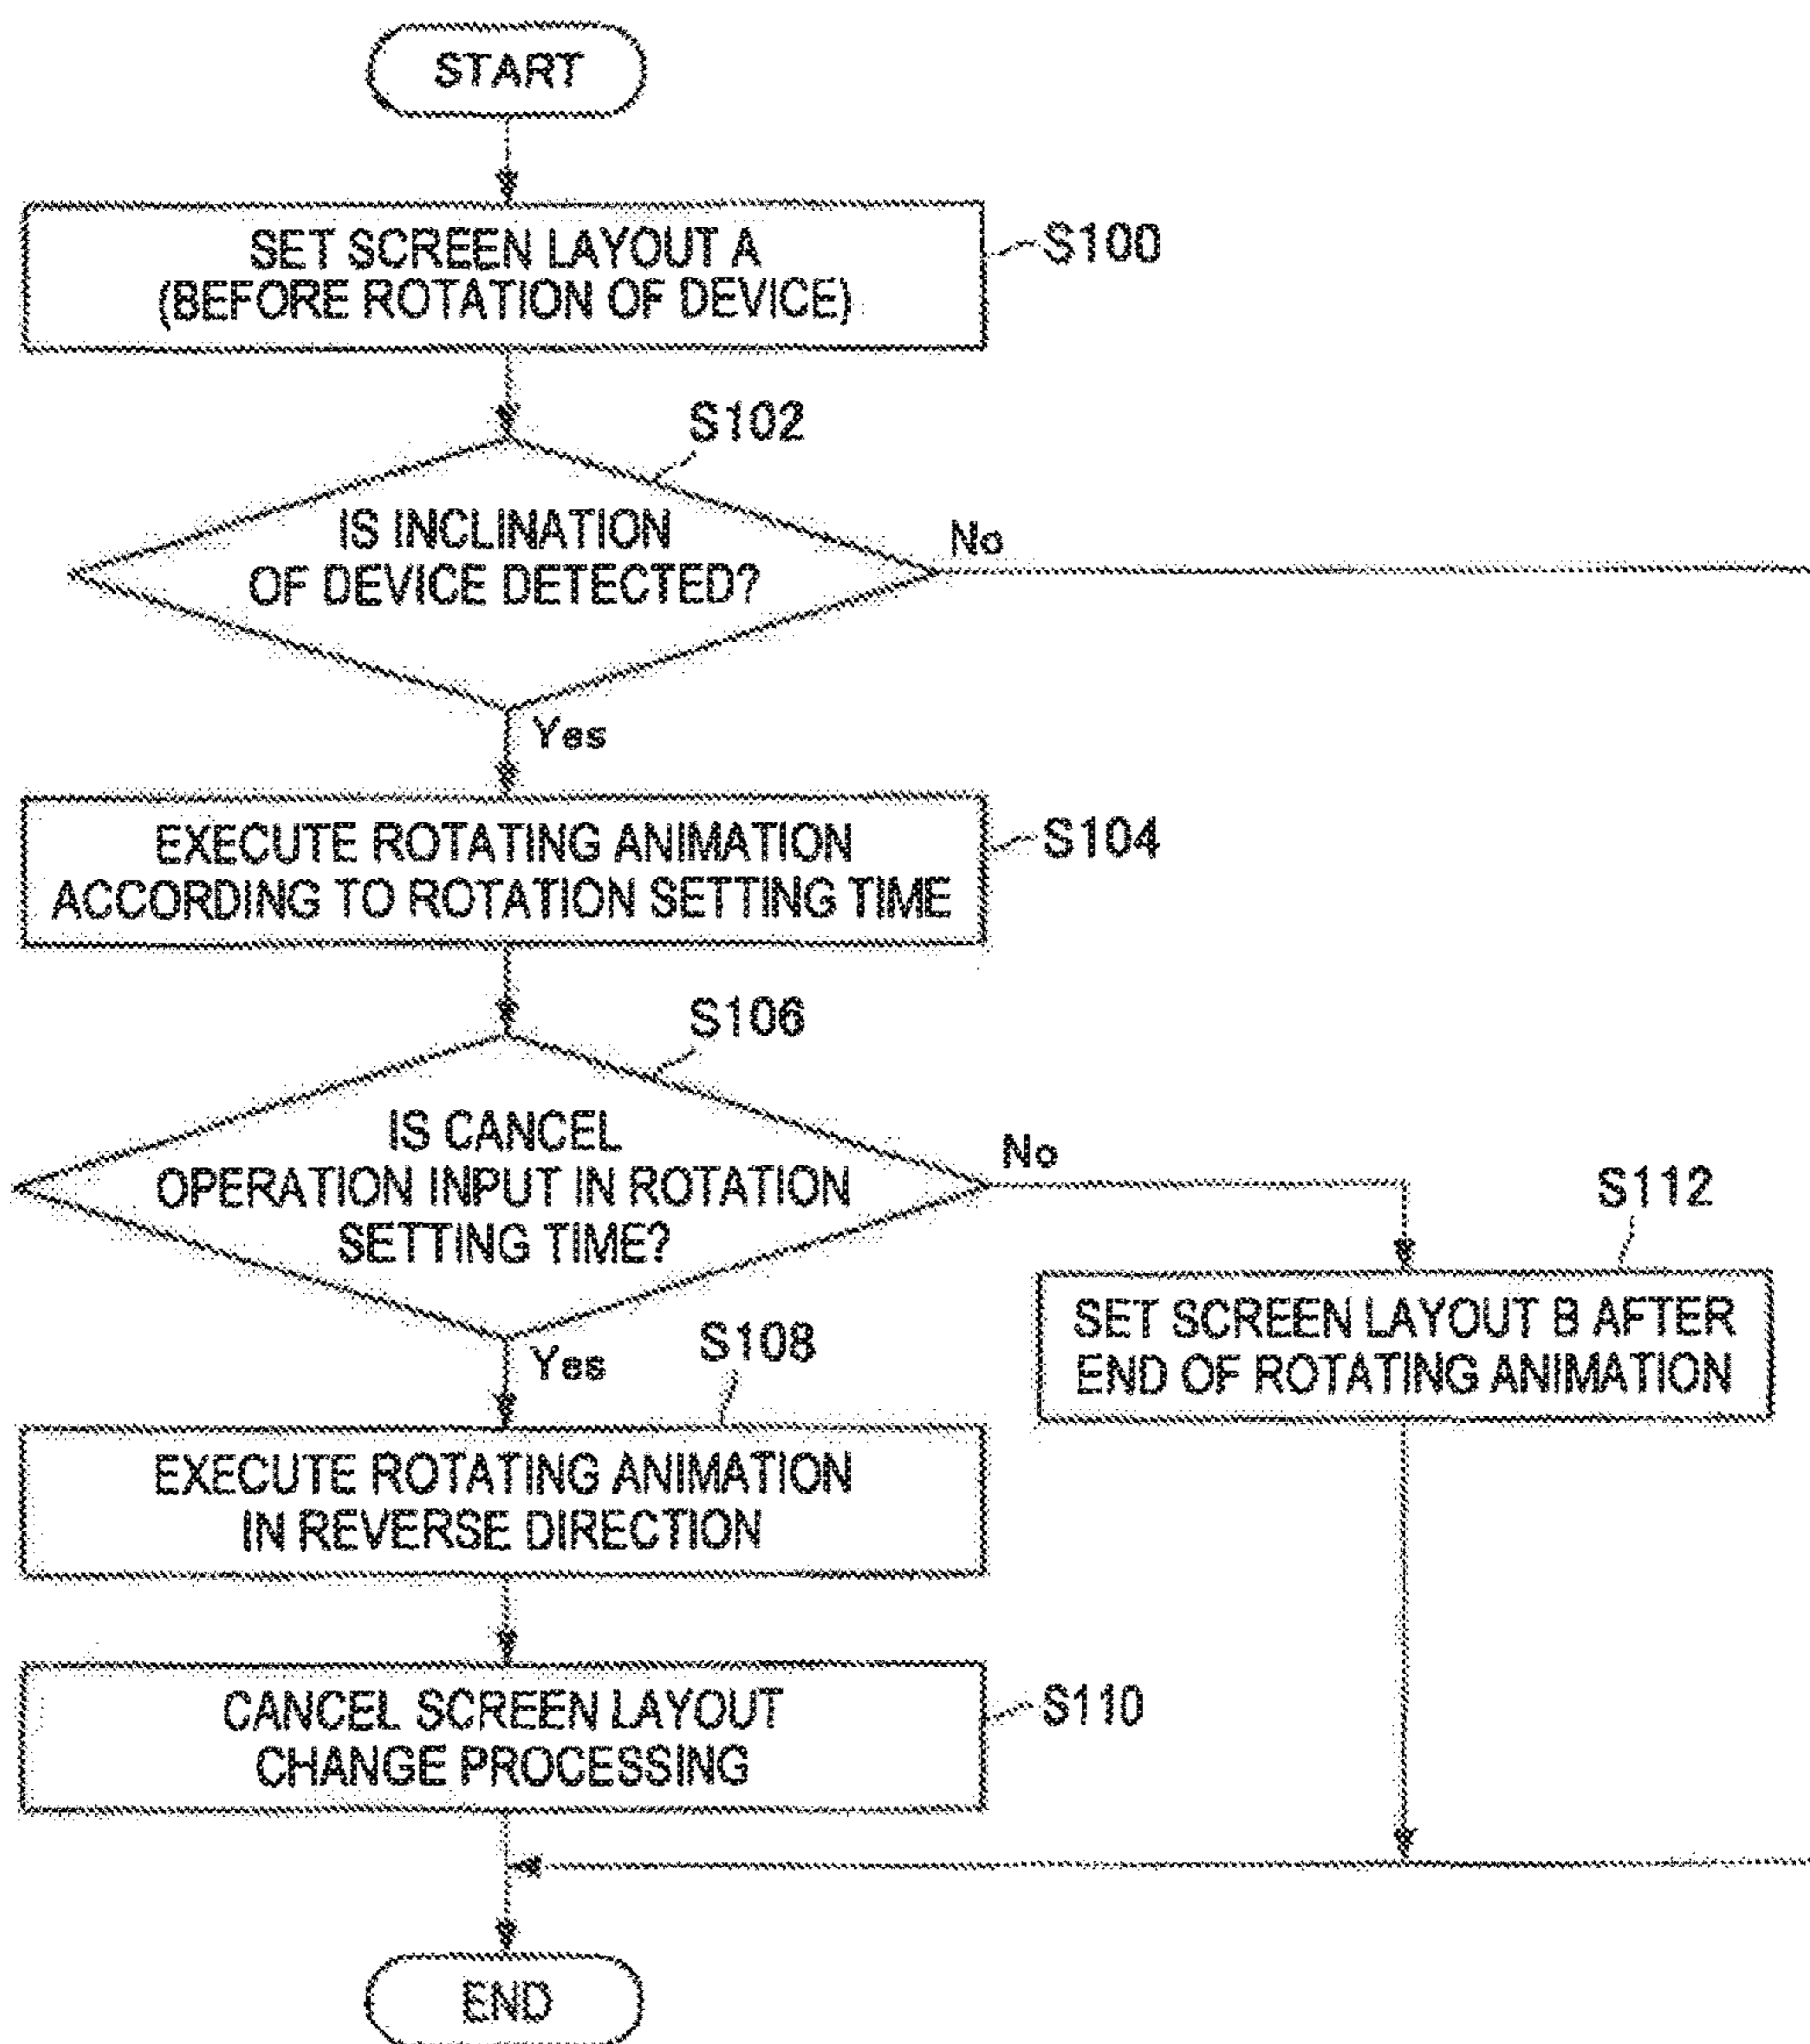 START
SET SCREEN LAYOUT A
(BEFORE ROTATION OF DEVICE)
S100
S102
IS INCLINATION
OF DEVICE DETECTED?
No
Yes
EXECUTE ROTATING ANIMATION
ACCORDING TO ROTATION SETTING TIME
S104
S106
IS CANCEL
OPERATION INPUT IN ROTATION
SETTING TIME?
No
Yes
S112
SET SCREEN LAYOUT B AFTER
END OF ROTATING ANIMATION
S108
EXECUTE ROTATING ANIMATION
IN REVERSE DIRECTION
CANCEL SCREEN LAYOUT
CHANGE PROCESSING
S110
END